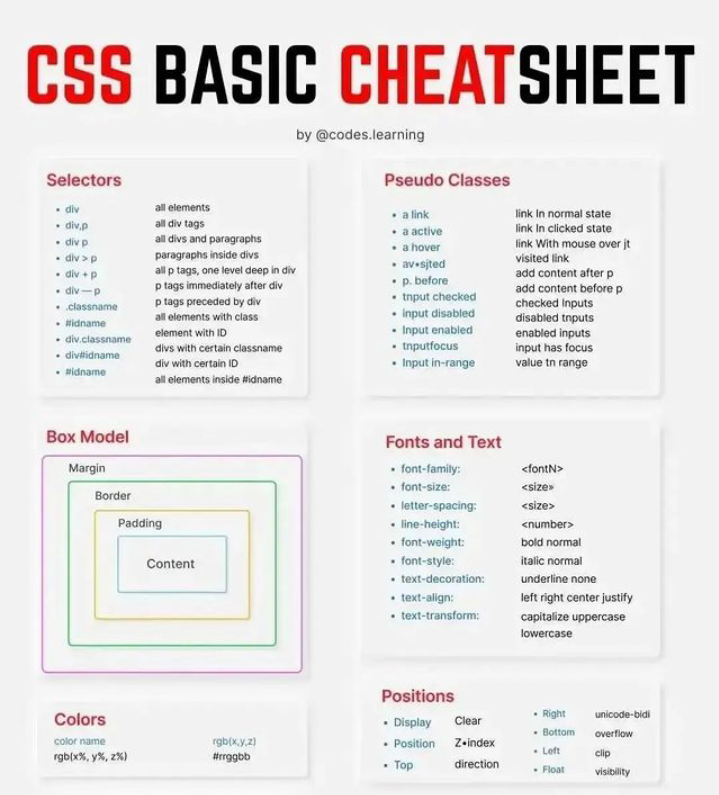 CSS BASIC CHEATSHEET
by @codes.learning
Selectors
• div all elements
• div,p all div tags
• div p all divs and paragraphs
• div > p paragraphs inside divs
• div + p all p tags, one level deep in div
• div — p p tags immediately after div
• .classname p tags preceded by div
• #idname all elements with class
• div.classname element with ID
• div#idname divs with certain classname
• #idname div with certain ID
all elements inside #idname
Pseudo Classes
• a link link In normal state
• a active link In clicked state
• a hover link With mouse over jt
• av•sjted visited link
• p. before add content after p
• tnput checked add content before p
• input disabled checked Inputs
• Input enabled disabled tnputs
• tnputfocus enabled inputs
• Input in-range input has focus
value tn range
Box Model
Margin
Border
Padding
Content
Fonts and Text
• font-family: <fontN>
• font-size: <size»
• letter-spacing: <size>
• line-height: <number>
• font-weight: bold normal
• font-style: italic normal
• text-decoration: underline none
• text-align: left right center justify
• text-transform: capitalize uppercase
lowercase
Colors
color name rgb(x,y,z)
rgb(x%, y%, z%) #rrggbb
Positions
• Display Clear • Right unicode-bidi
• Position Z•index • Bottom overflow
• Top direction • Left clip
• Float visibility